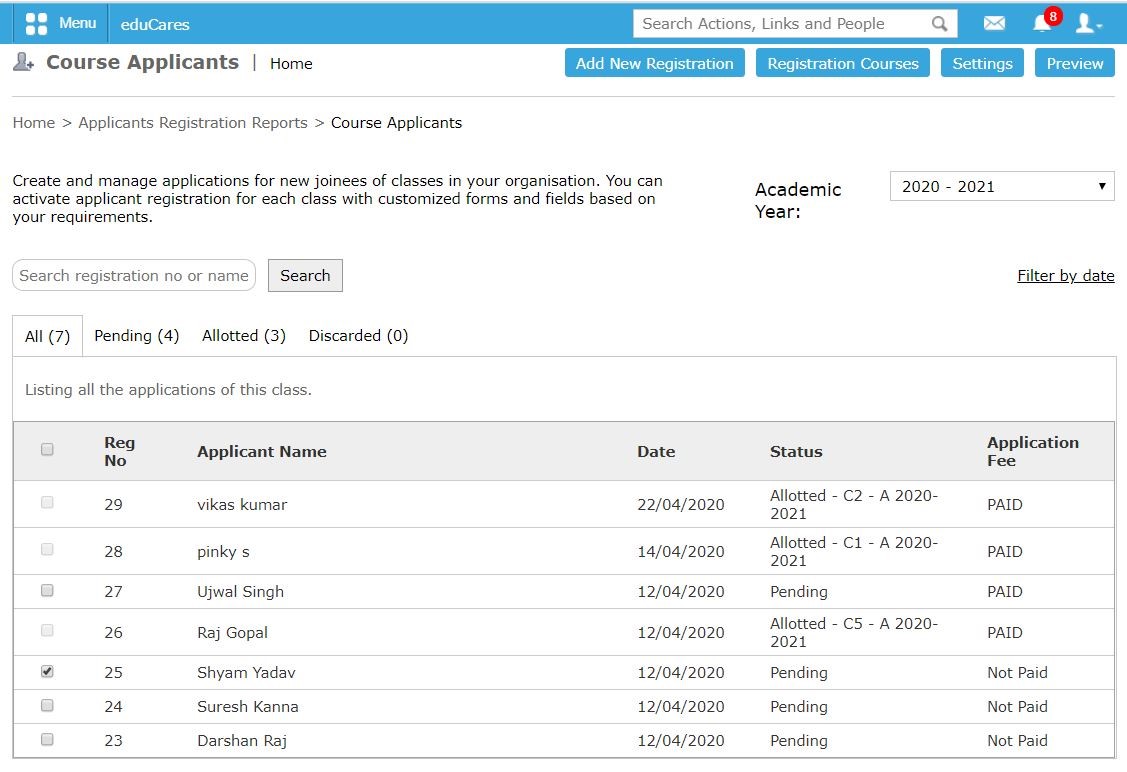 Menu educCares Search Actions, Links and People 8
Course Applicants | Home Add New Registration Registration Courses Settings Preview
Home > Applicants Registration Reports > Course Applicants
Create and manage applications for new joinees of classes in your organisation. You can
activate applicant registration for each class with customized forms and fields based on
your requirements.
Academic
Year:
2020 - 2021
Search registration no or name Search Filter by date
All (7) Pending (4) Allotted (3) Discarded (0)
Listing all the applications of this class.
Reg
No
Applicant Name
Date
Status
Application
Fee
29 vikas kumar 22/04/2020 Allotted - C2 - A 2020-
2021
PAID
28 pinky s 14/04/2020 Allotted - C1 - A 2020-
2021
PAID
27 Ujwal Singh 12/04/2020 Pending PAID
26 Raj Gopal 12/04/2020 Allotted - C5 - A 2020-
2021
PAID
25 Shyam Yadav 12/04/2020 Pending Not Paid
24 Suresh Kanna 12/04/2020 Pending Not Paid
23 Darshan Raj 12/04/2020 Pending Not Paid